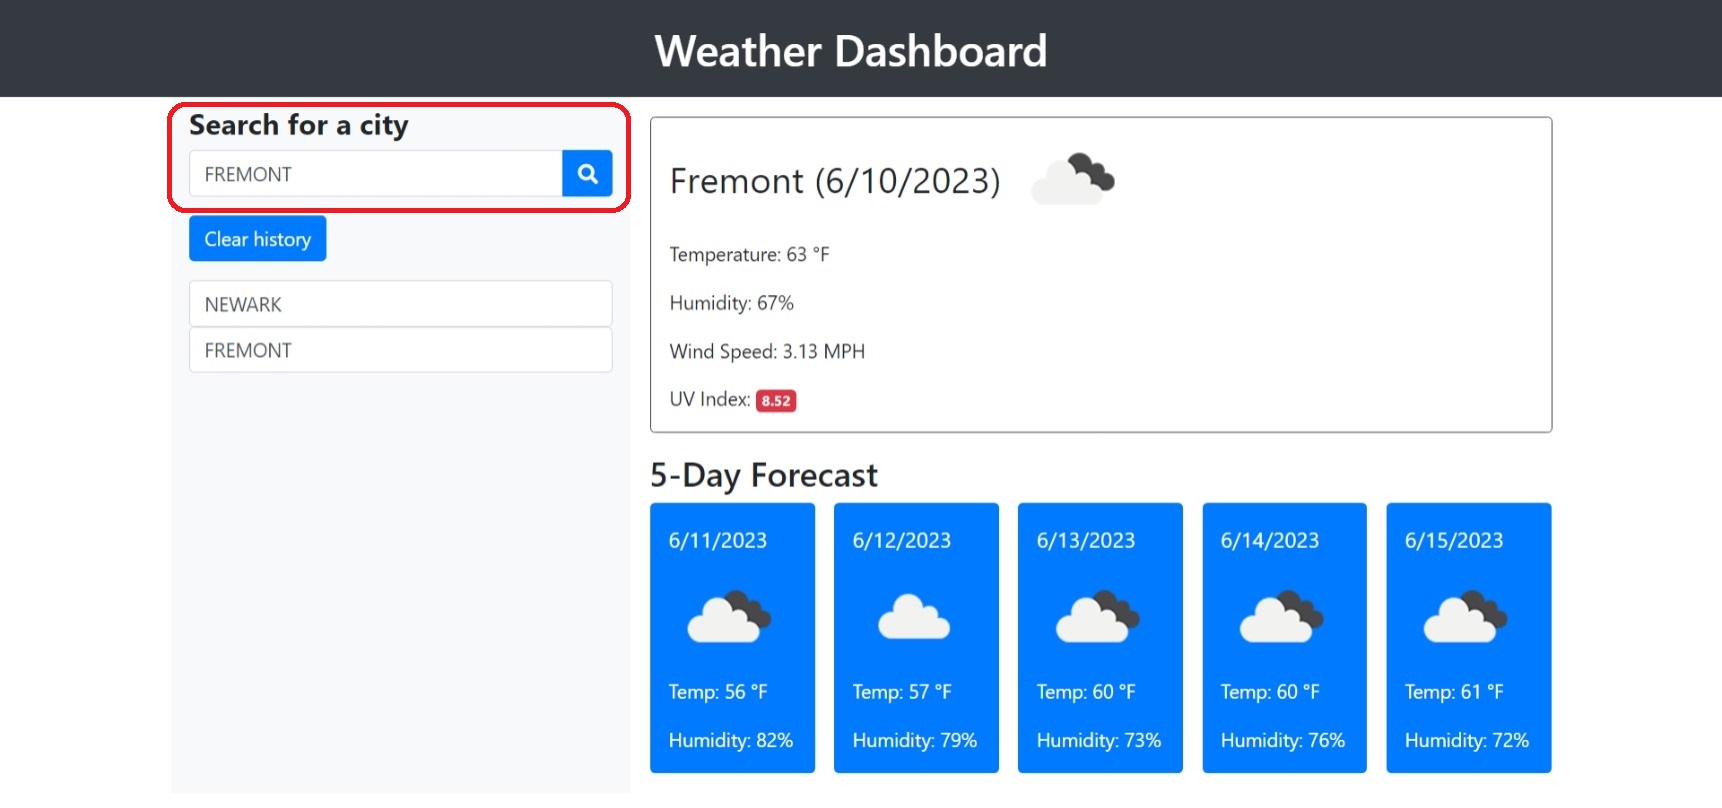 Weather Dashboard
Search for a city
FREMONT
Clear history
NEWARK
FREMONT
Fremont (6/10/2023)
Temperature: 63 °F
Humidity: 67%
Wind Speed: 3.13 MPH
UV Index: 8.52
5-Day Forecast
6/11/2023
Temp: 56 °F
Humidity: 82%
6/12/2023
Temp: 57 °F
Humidity: 79%
6/13/2023
Temp: 60 °F
Humidity: 73%
6/14/2023
Temp: 60 °F
Humidity: 76%
6/15/2023
Temp: 61 °F
Humidity: 72%